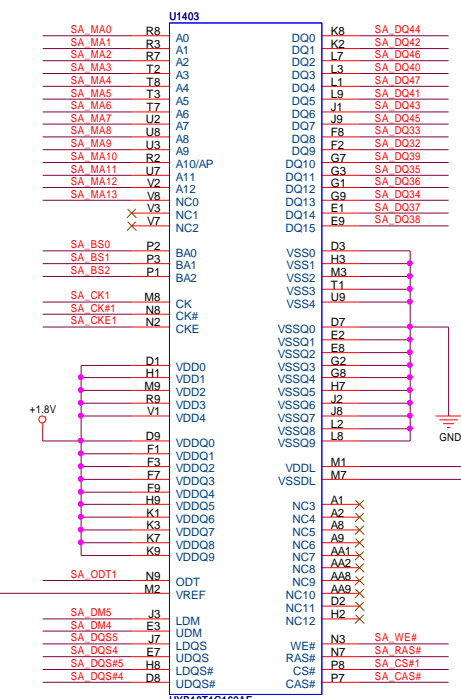 U1403
SA_MA0 R8 A0 DQ0 K8 SA_DQ44
SA_MA1 R3 A1 DQ1 K2 SA_DQ42
SA_MA2 R7 A2 DQ2 L7 SA_DQ46
SA_MA3 T2 A3 DQ3 L3 SA_DQ40
SA_MA4 T8 A4 DQ4 L1 SA_DQ47
SA_MA5 T3 A5 DQ5 L9 SA_DQ41
SA_MA6 T7 A6 DQ6 J1 SA_DQ43
SA_MA7 U2 A7 DQ7 J9 SA_DQ45
SA_MA8 U8 A8 DQ8 F8 SA_DQ33
SA_MA9 U3 A9 DQ9 F2 SA_DQ32
SA_MA10 R2 A10/AP DQ10 G7 SA_DQ39
SA_MA11 U7 A11 DQ11 G3 SA_DQ35
SA_MA12 V2 A12 DQ12 G1 SA_DQ36
SA_MA13 V8 NC0 DQ13 G9 SA_DQ34
V3 NC1 DQ14 E1 SA_DQ37
V7 NC2 DQ15 E9 SA_DQ38
SA_BS0 P2 BA0 VSS0 D3
SA_BS1 P3 BA1 VSS1 H3
SA_BS2 P1 BA2 VSS2 M3
VSS3 T1
SA_CK1 M8 CK VSS4 U9
SA_CK#1 N8 CK#
SA_CKE1 N2 CKE VSSQ0 D7
VSSQ1 E2
VSSQ2 E8
D1 VDD0 VSSQ3 G2
H1 VDD1 VSSQ4 G8
M9 VDD2 VSSQ5 H7
R9 VDD3 VSSQ6 J2
+1.8V V1 VDD4 VSSQ7 J8
VSSQ8 L2
D9 VDDQ0 VSSQ9 L8
GND
F1 VDDQ1
F3 VDDQ2 VDDL M1
F7 VDDQ3 VSSDL M7
F9 VDDQ4
H9 VDDQ5 NC3 A1
K1 VDDQ6 NC4 A2
K3 VDDQ7 NC5 A8
K7 VDDQ8 NC6 A9
K9 VDDQ9 NC7 AA1
NC8 AA2
SA_ODT1 N9 ODT NC9 AA8
M2 VREF NC10 AA9
NC11 D2
SA_DM5 J3 LDM NC12 H2
SA_DM4 E3 UDM
SA_DQS5 J7 LDQS WE# N3 SA_WE#
SA_DQS4 E7 UDQS RAS# N7 SA_RAS#
SA_DQS#5 H8 LDQS# CS# P8 SA_CS#1
SA_DQS#4 D8 UDQS# CAS# P7 SA_CAS#